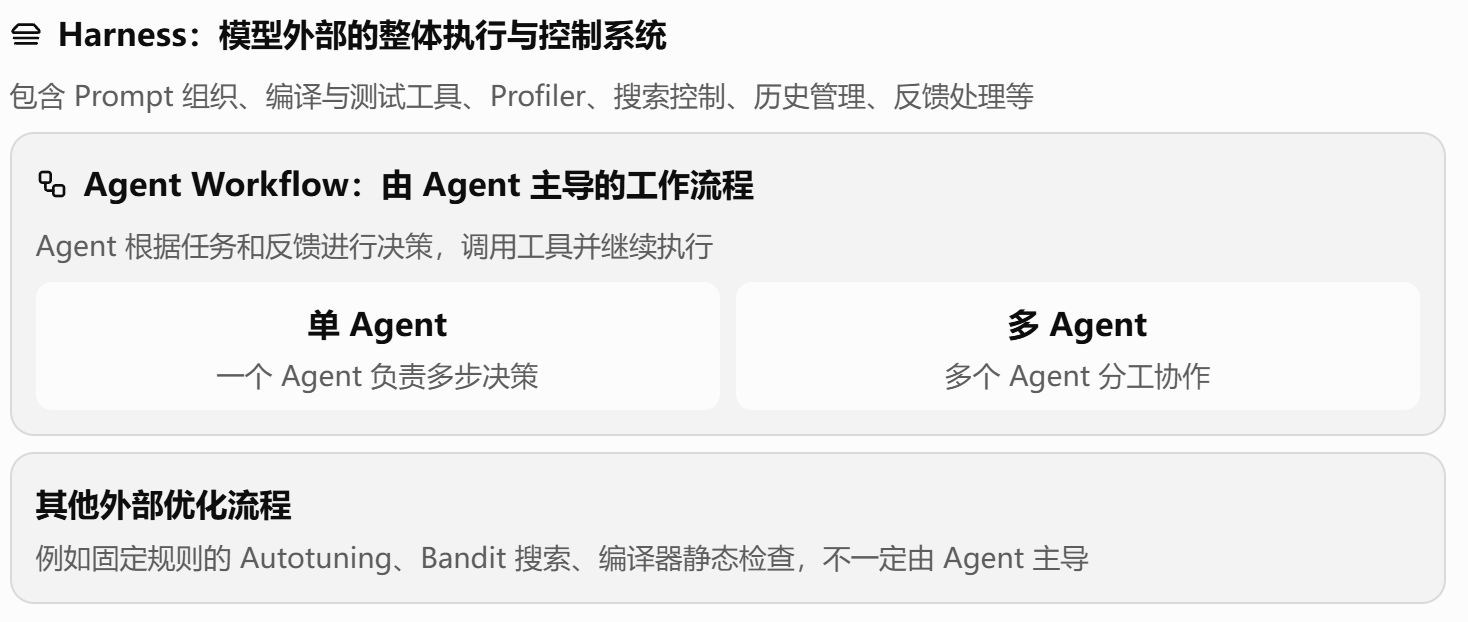 Harness：模型外部的整体执行与控制系统
包含 Prompt 组织、编译与测试工具、Profiler、搜索控制、历史管理、反馈处理等
Agent Workflow：由 Agent 主导的工作流程
Agent 根据任务和反馈进行决策，调用工具并继续执行
单 Agent
一个 Agent 负责多步决策
多 Agent
多个 Agent 分工协作
其他外部优化流程
例如固定规则的 Autotuning、Bandit 搜索、编译器静态检查，不一定由 Agent 主导